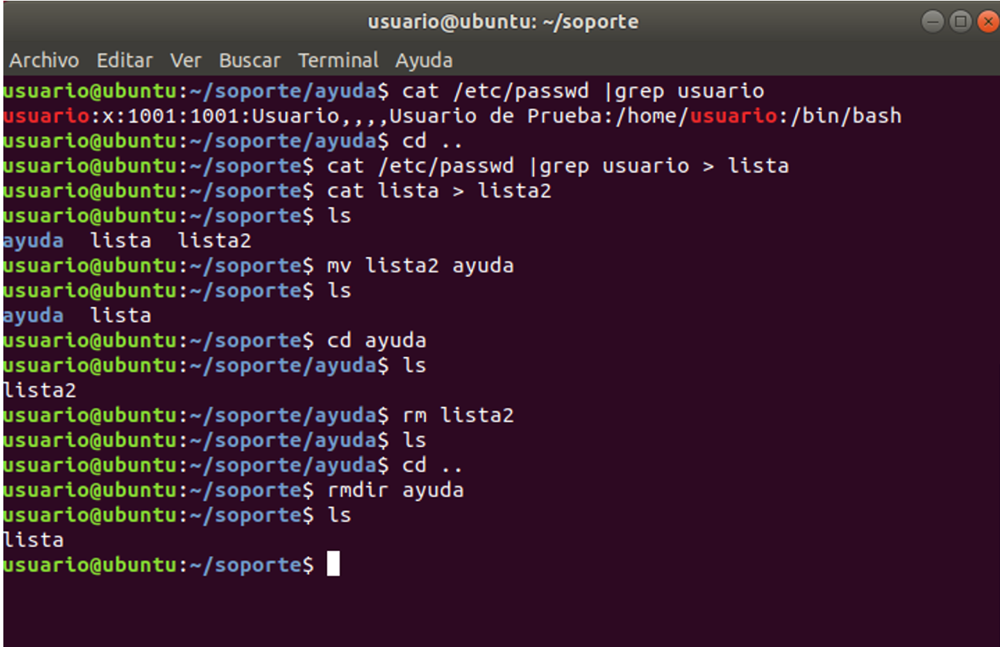 usuario@ubuntu: ~/soporte
Archivo Editar Ver Buscar Terminal Ayuda
usuario@ubuntu:~/soporte/ayuda$ cat /etc/passwd |grep usuario
usuario:x:1001:1001:Usuario,,,,Usuario de Prueba:/home/usuario:/bin/bash
usuario@ubuntu:~/soporte/ayuda$ cd ..
usuario@ubuntu:~/soporte$ cat /etc/passwd |grep usuario > lista
usuario@ubuntu:~/soporte$ cat lista > lista2
usuario@ubuntu:~/soporte$ ls
ayuda  lista  lista2
usuario@ubuntu:~/soporte$ mv lista2 ayuda
usuario@ubuntu:~/soporte$ ls
ayuda  lista
usuario@ubuntu:~/soporte$ cd ayuda
usuario@ubuntu:~/soporte/ayuda$ ls
lista2
usuario@ubuntu:~/soporte/ayuda$ rm lista2
usuario@ubuntu:~/soporte/ayuda$ ls
usuario@ubuntu:~/soporte/ayuda$ cd ..
usuario@ubuntu:~/soporte$ rmdir ayuda
usuario@ubuntu:~/soporte$ ls
lista
usuario@ubuntu:~/soporte$